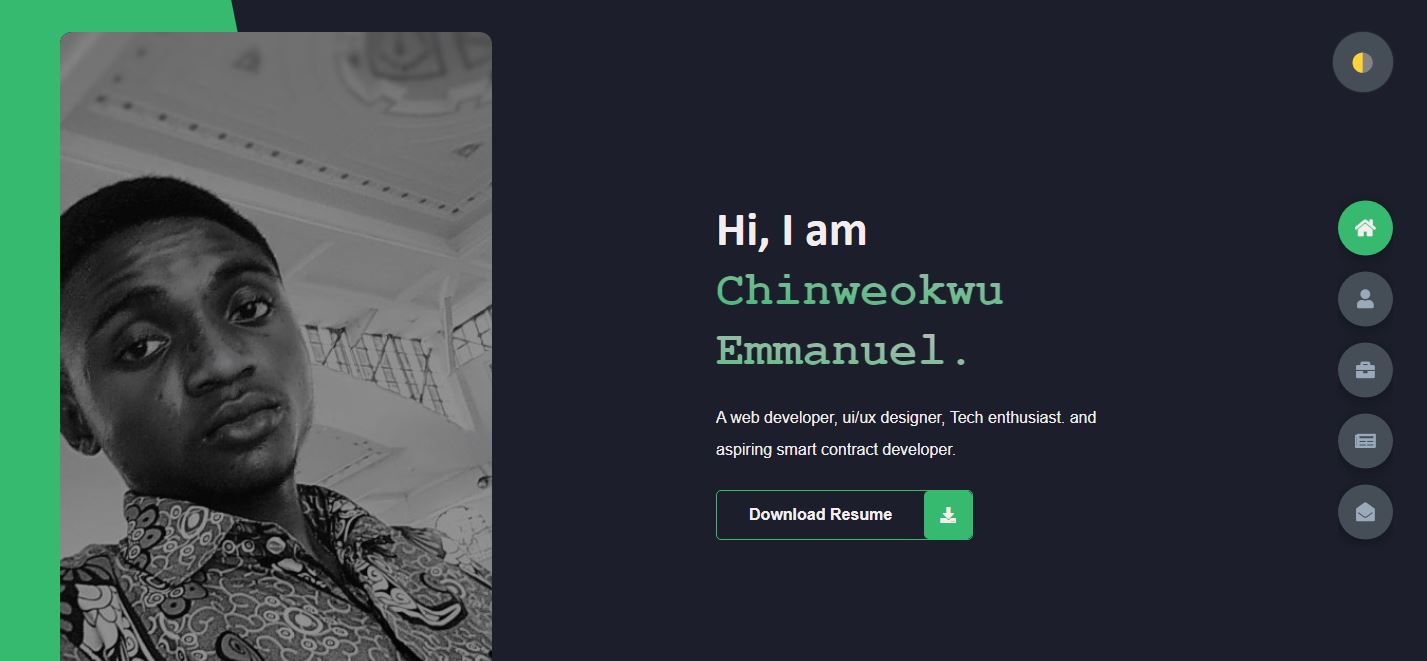 Hi, I am
Chinweokwu
Emmanuel.
A web developer, ui/ux designer, Tech enthusiast. and
aspiring smart contract developer.
Download Resume